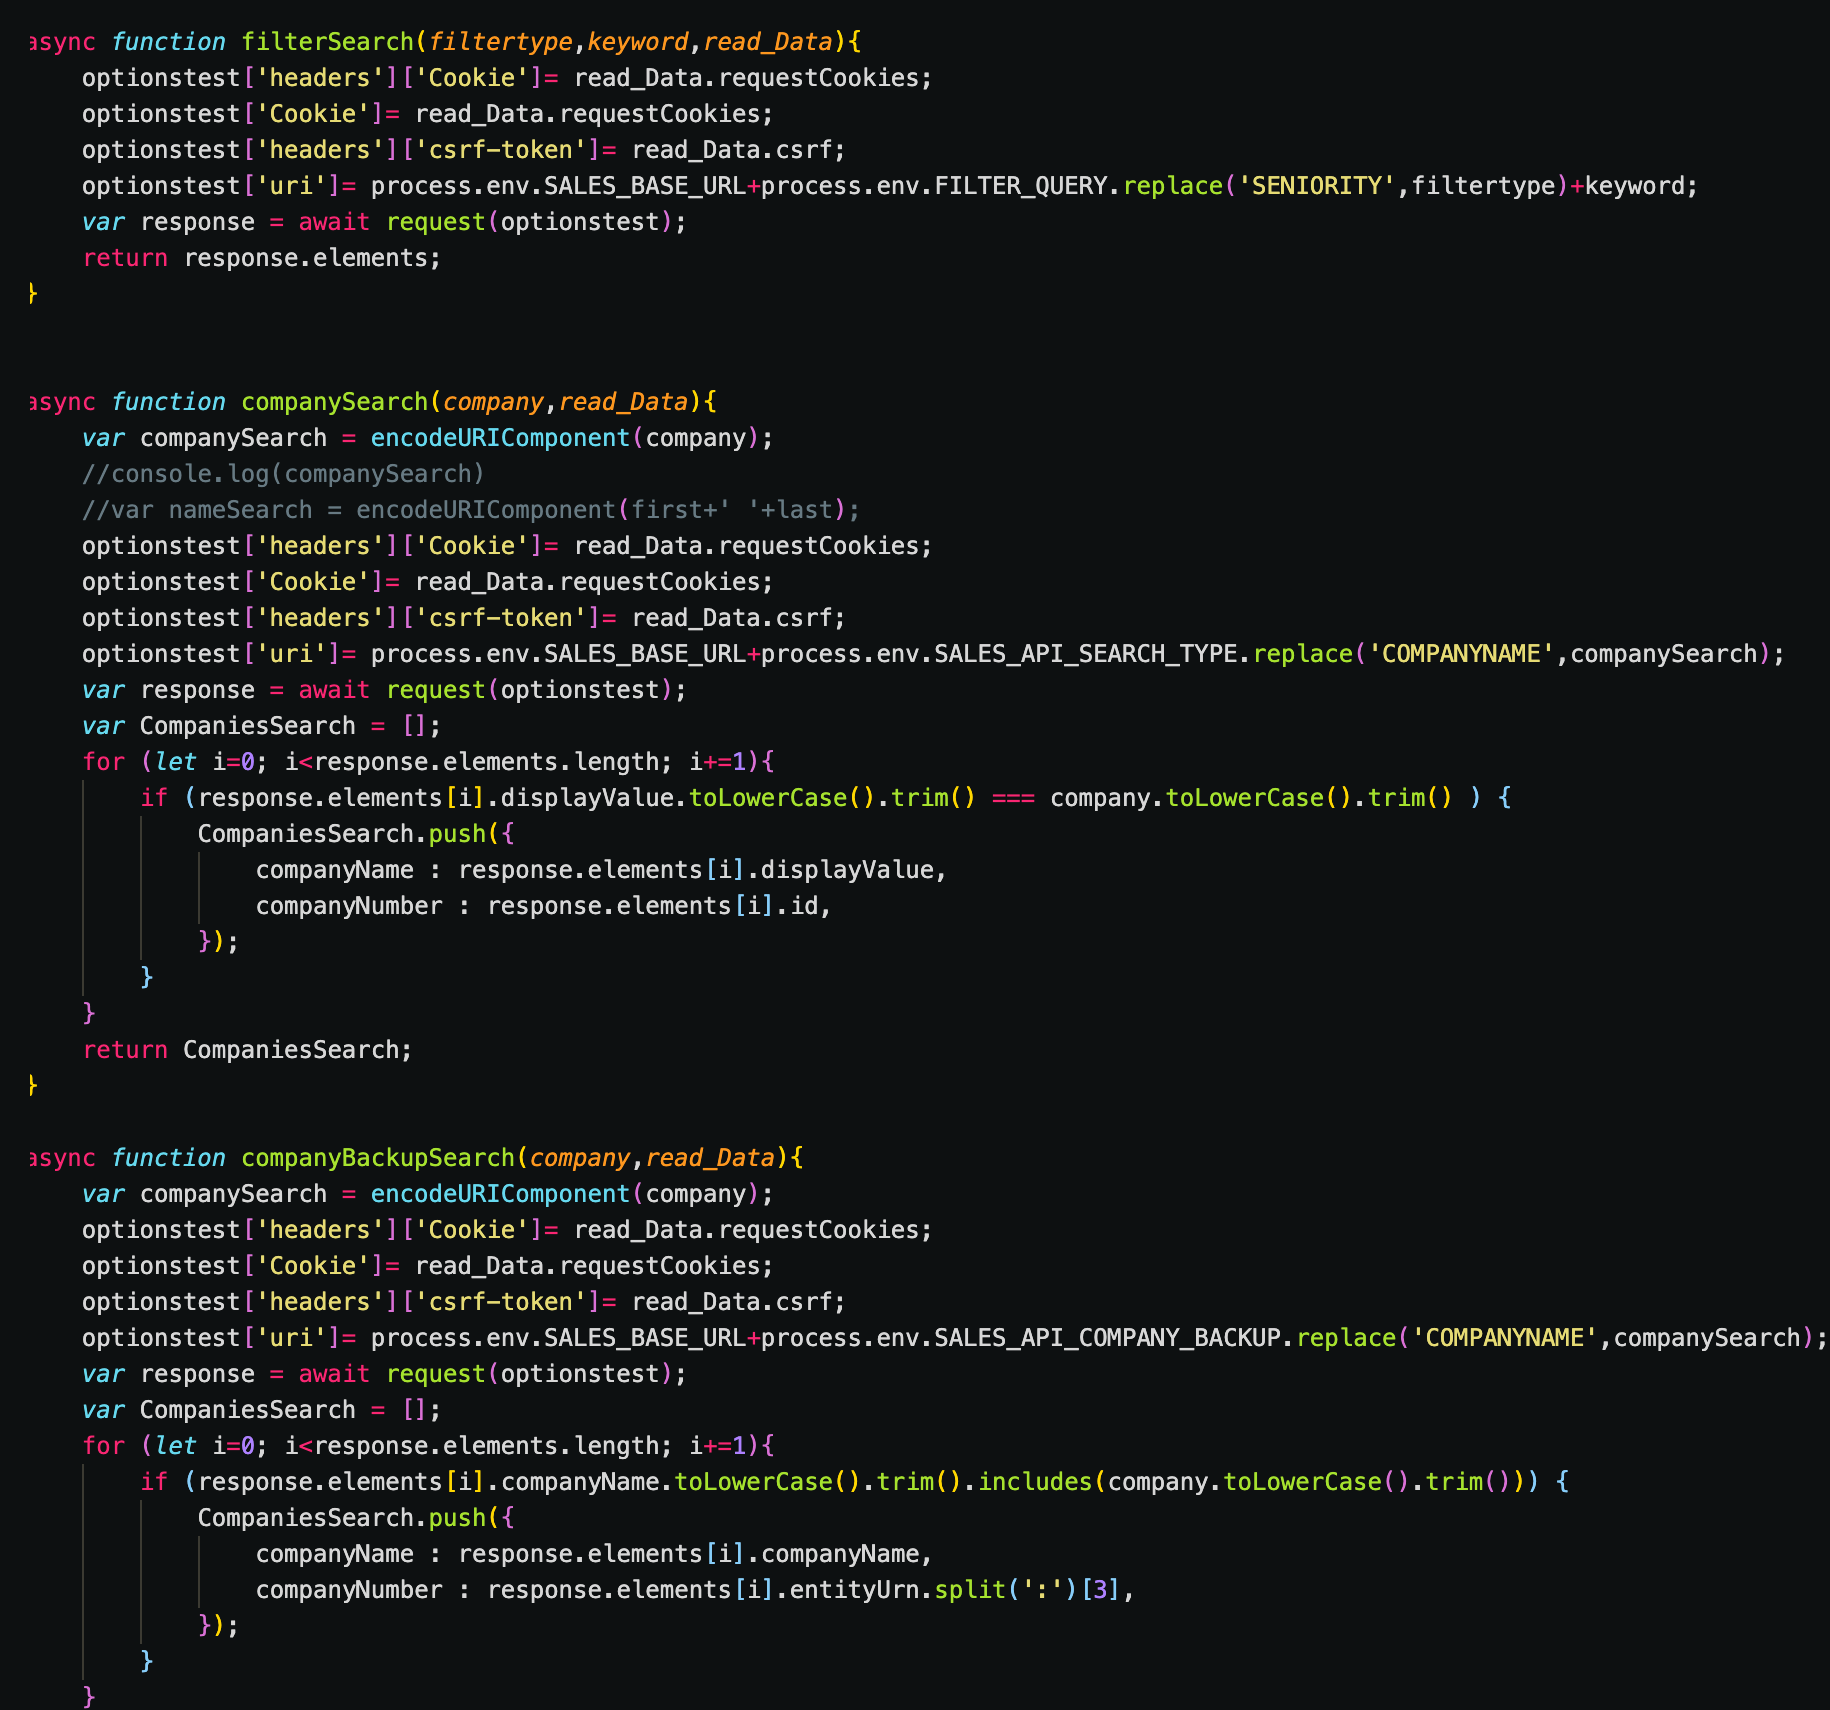 async function filterSearch(filtertype,keyword,read_Data){
optionstest['headers']['Cookie']= read_Data.requestCookies;
optionstest['Cookie']= read_Data.requestCookies;
optionstest['headers']['csrf-token']= read_Data.csrf;
optionstest['uri']= process.env.SALES_BASE_URL+process.env.FILTER_QUERY.replace('SENIORITY',filtertype)+keyword;
var response = await request(optionstest);
return response.elements;
}
async function companySearch(company,read_Data){
var companySearch = encodeURIComponent(company);
//console.log(companySearch)
//var nameSearch = encodeURIComponent(first+' '+last);
optionstest['headers']['Cookie']= read_Data.requestCookies;
optionstest['Cookie']= read_Data.requestCookies;
optionstest['headers']['csrf-token']= read_Data.csrf;
optionstest['uri']= process.env.SALES_BASE_URL+process.env.SALES_API_SEARCH_TYPE.replace('COMPANYNAME',companySearch);
var response = await request(optionstest);
var CompaniesSearch = [];
for (let i=0; i<response.elements.length; i+=1){
if (response.elements[i].displayValue.toLowerCase().trim() === company.toLowerCase().trim() ) {
CompaniesSearch.push({
companyName : response.elements[i].displayValue,
companyNumber : response.elements[i].id,
});
}
}
return CompaniesSearch;
}
async function companyBackupSearch(company,read_Data){
var companySearch = encodeURIComponent(company);
optionstest['headers']['Cookie']= read_Data.requestCookies;
optionstest['Cookie']= read_Data.requestCookies;
optionstest['headers']['csrf-token']= read_Data.csrf;
optionstest['uri']= process.env.SALES_BASE_URL+process.env.SALES_API_COMPANY_BACKUP.replace('COMPANYNAME',companySearch);
var response = await request(optionstest);
var CompaniesSearch = [];
for (let i=0; i<response.elements.length; i+=1){
if (response.elements[i].companyName.toLowerCase().trim().includes(company.toLowerCase().trim())) {
CompaniesSearch.push({
companyName : response.elements[i].companyName,
companyNumber : response.elements[i].entityUrn.split(':')[3],
});
}
}